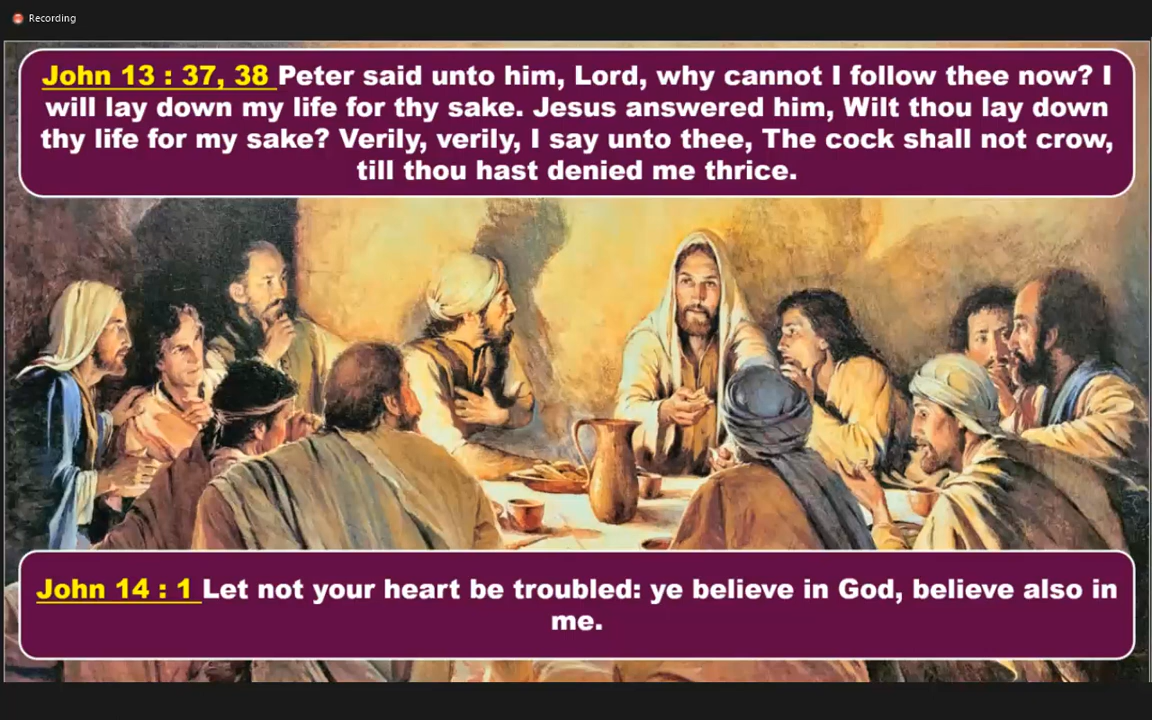 Recording
John 13 : 37, 38 Peter said unto him, Lord, why cannot I follow thee now? I
will lay down my life for thy sake. Jesus answered him, Wilt thou lay down
thy life for my sake? Verily, verily, I say unto thee, The cock shall not crow,
till thou hast denied me thrice.
John 14 : 1 Let not your heart be troubled: ye believe in God, believe also in
me.